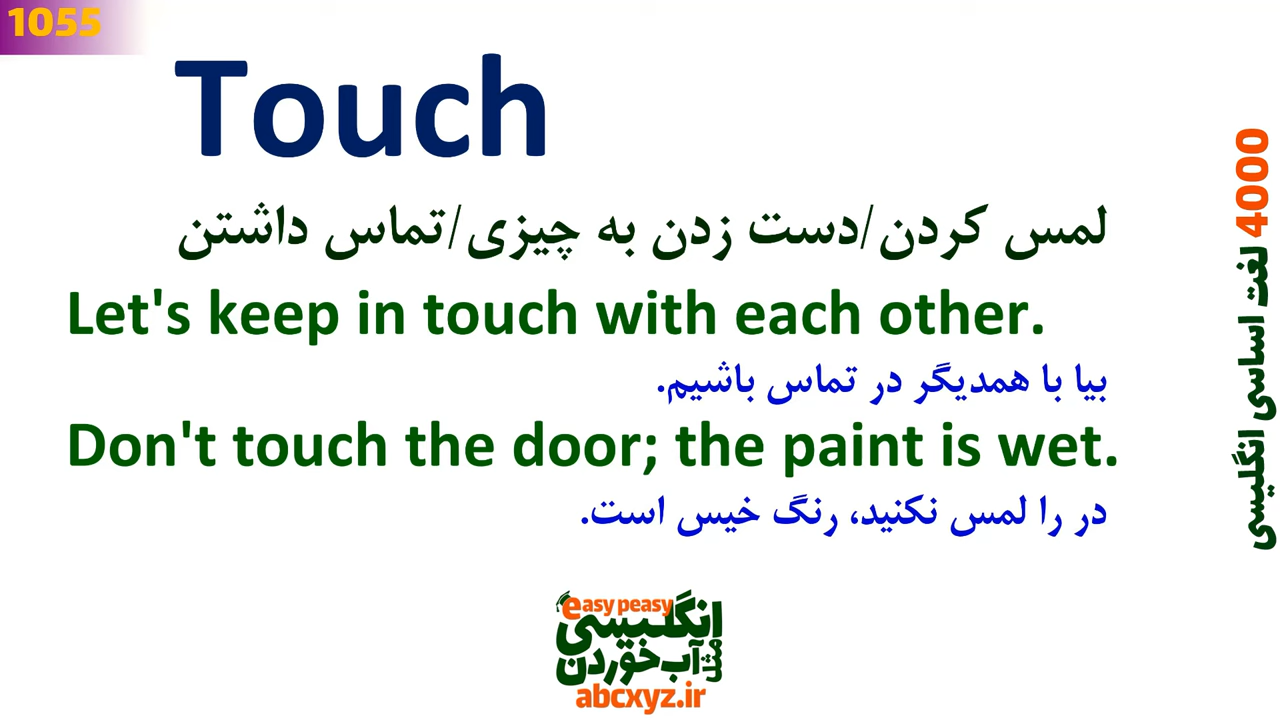 1055
Touch
لمس کردن/دست زدن به چیزی/تماس داشتن
Let's keep in touch with each other.
بیا با همدیگر در تماس باشیم.
Don't touch the door; the paint is wet.
در را لمس نکنید، رنگ خیس است.
4000 لغت اساسی انگلیسی
easy peasy
انگلیسی
مثل آب خوردن
abcxyz.ir